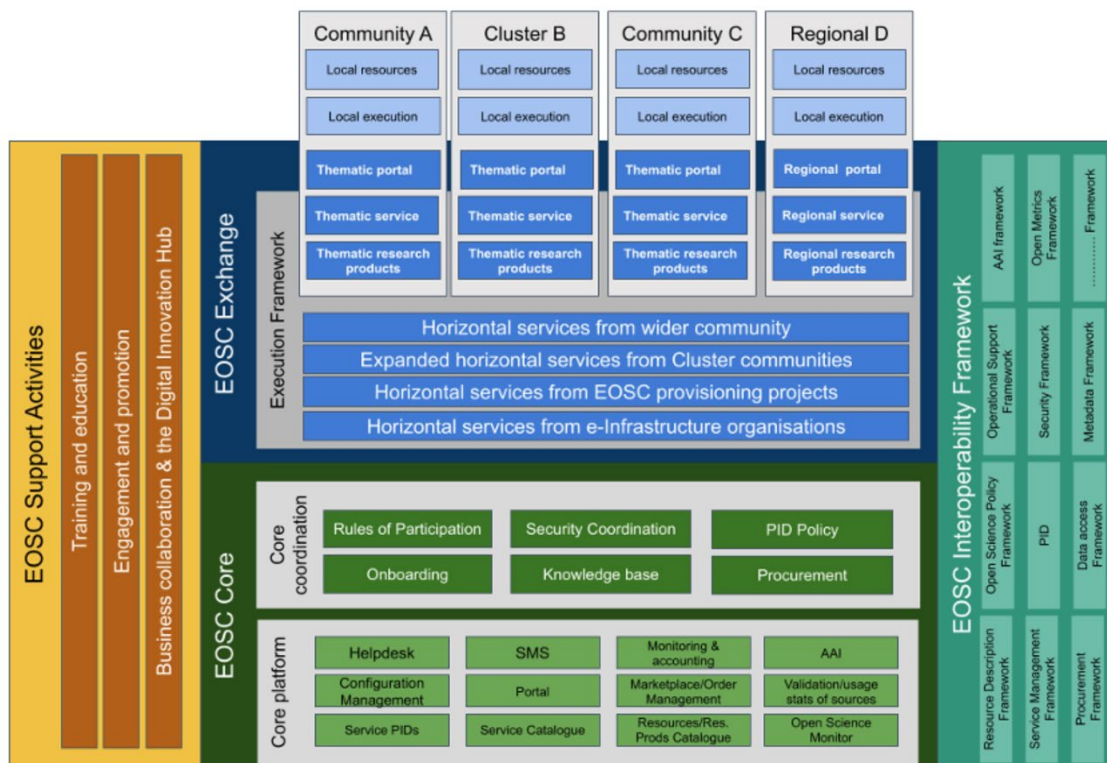 Community A
Cluster B
Community C
Regional D
Local resources
Local resources
Local resources
Local resources
Local execution
Local execution
Local execution
Local execution
Thematic portal
Thematic portal
Thematic portal
Regional portal
Thematic service
Thematic service
Thematic service
Regional service
Thematic research
products
Thematic research
products
Thematic research
products
Regional research
products
EOSC Support Activities
Training and education
Engagement and promotion
Business collaboration & the Digital Innovation Hub
EOSC Exchange
Execution Framework
Horizontal services from wider community
Expanded horizontal services from Cluster communities
Horizontal services from EOSC provisioning projects
Horizontal services from e-Infrastructure organisations
EOSC Core
Core
coordination
Rules of Participation
Security Coordination
PID Policy
Onboarding
Knowledge base
Procurement
Core platform
Helpdesk
SMS
Monitoring &
accounting
AAI
Configuration
Management
Portal
Marketplace/Order
Management
Validation/usage
stats of sources
Service PIDs
Service Catalogue
Resources/Res.
Prods Catalogue
Open Science
Monitor
EOSC Interoperability Framework
AAI framework
Open Metrics
Framework
............ Framework
Operational Support
Framework
Security Framework
Metadata Framework
Open Science Policy
Framework
PID
Data access
Framework
Resource Description
Framework
Service Management
Framework
Procurement
Framework